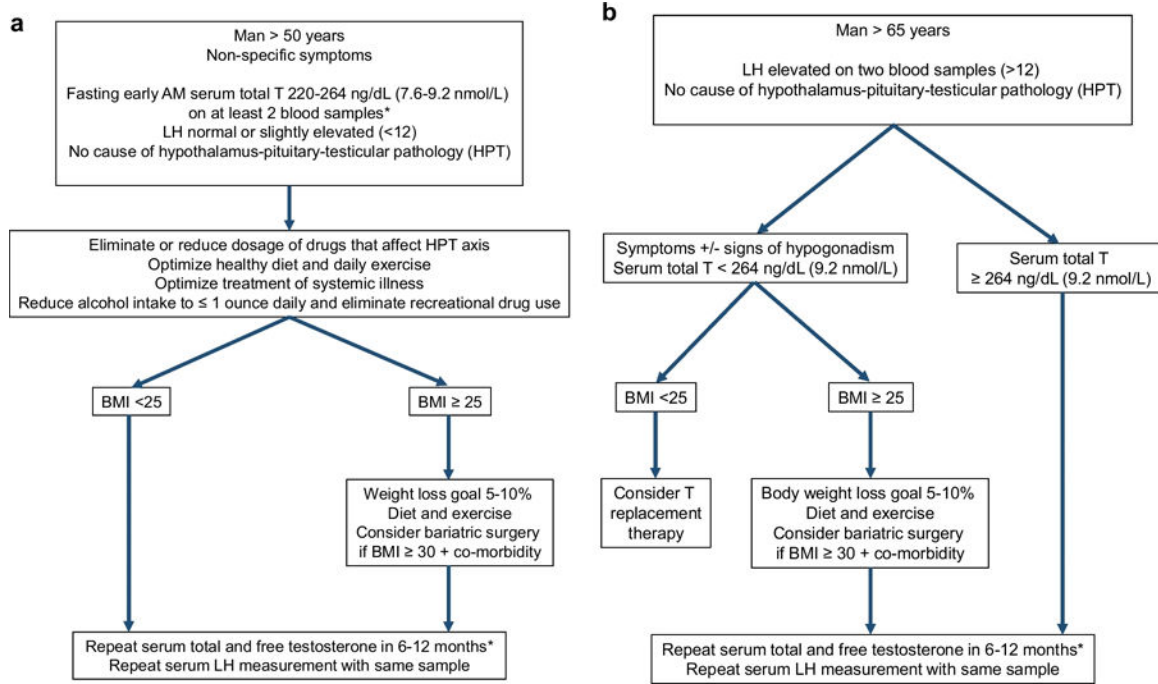 a
Man > 50 years
Non-specific symptoms
Fasting early AM serum total T 220-264 ng/dL (7.6-9.2 nmol/L)
on at least 2 blood samples*
LH normal or slightly elevated (<12)
No cause of hypothalamus-pituitary-testicular pathology (HPT)
Eliminate or reduce dosage of drugs that affect HPT axis
Optimize healthy diet and daily exercise
Optimize treatment of systemic illness
Reduce alcohol intake to ≤ 1 ounce daily and eliminate recreational drug use
BMI <25
BMI ≥ 25
Weight loss goal 5-10%
Diet and exercise
Consider bariatric surgery
if BMI ≥ 30 + co-morbidity
Repeat serum total and free testosterone in 6-12 months*
Repeat serum LH measurement with same sample
b
Man > 65 years
LH elevated on two blood samples (>12)
No cause of hypothalamus-pituitary-testicular pathology (HPT)
Symptoms +/- signs of hypogonadism
Serum total T < 264 ng/dL (9.2 nmol/L)
Serum total T
≥ 264 ng/dL (9.2 nmol/L)
BMI <25
BMI ≥ 25
Consider T
replacement
therapy
Body weight loss goal 5-10%
Diet and exercise
Consider bariatric surgery
if BMI ≥ 30 + co-morbidity
Repeat serum total and free testosterone in 6-12 months*
Repeat serum LH measurement with same sample